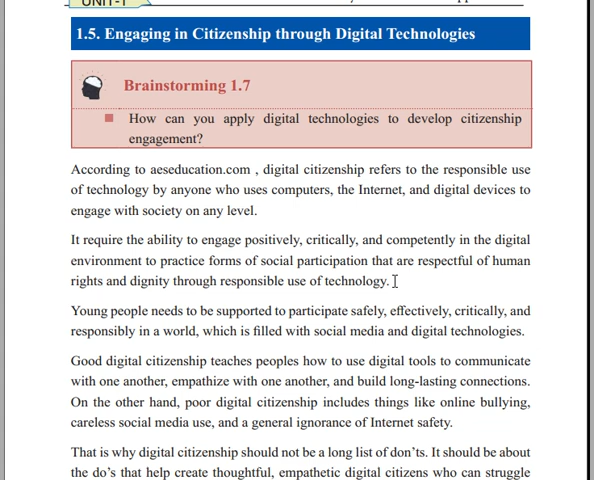 UNIT-1
1.5. Engaging in Citizenship through Digital Technologies
Brainstorming 1.7
How can you apply digital technologies to develop citizenship
engagement?
According to aeseducation.com , digital citizenship refers to the responsible use
of technology by anyone who uses computers, the Internet, and digital devices to
engage with society on any level.
It require the ability to engage positively, critically, and competently in the digital
environment to practice forms of social participation that are respectful of human
rights and dignity through responsible use of technology.
Young people needs to be supported to participate safely, effectively, critically, and
responsibly in a world, which is filled with social media and digital technologies.
Good digital citizenship teaches peoples how to use digital tools to communicate
with one another, empathize with one another, and build long-lasting connections.
On the other hand, poor digital citizenship includes things like online bullying,
careless social media use, and a general ignorance of Internet safety.
That is why digital citizenship should not be a long list of don’ts. It should be about
the do’s that help create thoughtful, empathetic digital citizens who can struggle